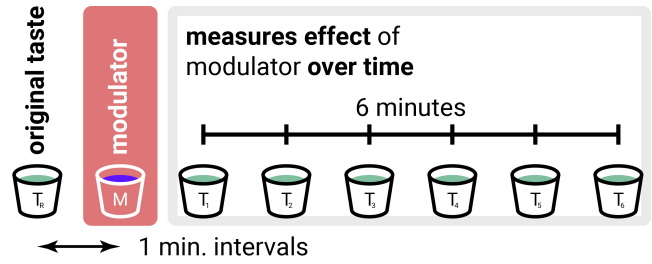 original taste
modulator
measures effect of
modulator over time
6 minutes
TR
M
T1
T2
T3
T4
T5
T6
1 min. intervals